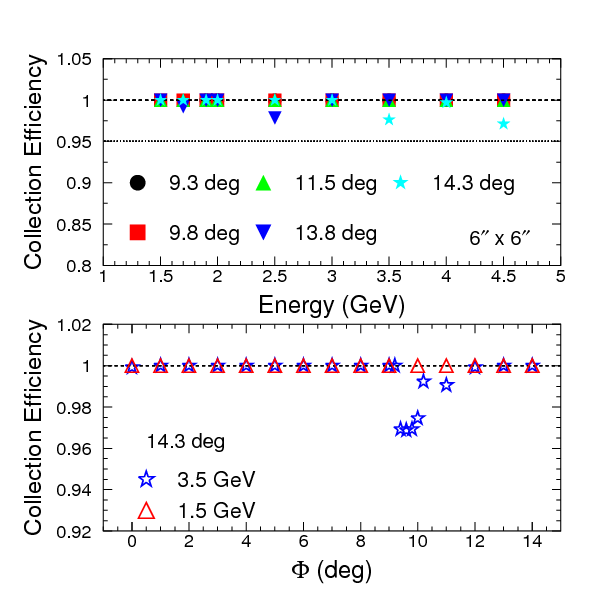 1.05
1
0.95
0.9
0.85
0.8
Collection Efficiency
9.3 deg 11.5 deg 14.3 deg
9.8 deg 13.8 deg 6″ x 6″
1 1.5 2 2.5 3 3.5 4 4.5 5
Energy (GeV)
1.02
1
0.98
0.96
0.94
0.92
Collection Efficiency
14.3 deg
3.5 GeV
1.5 GeV
0 2 4 6 8 10 12 14
Φ (deg)